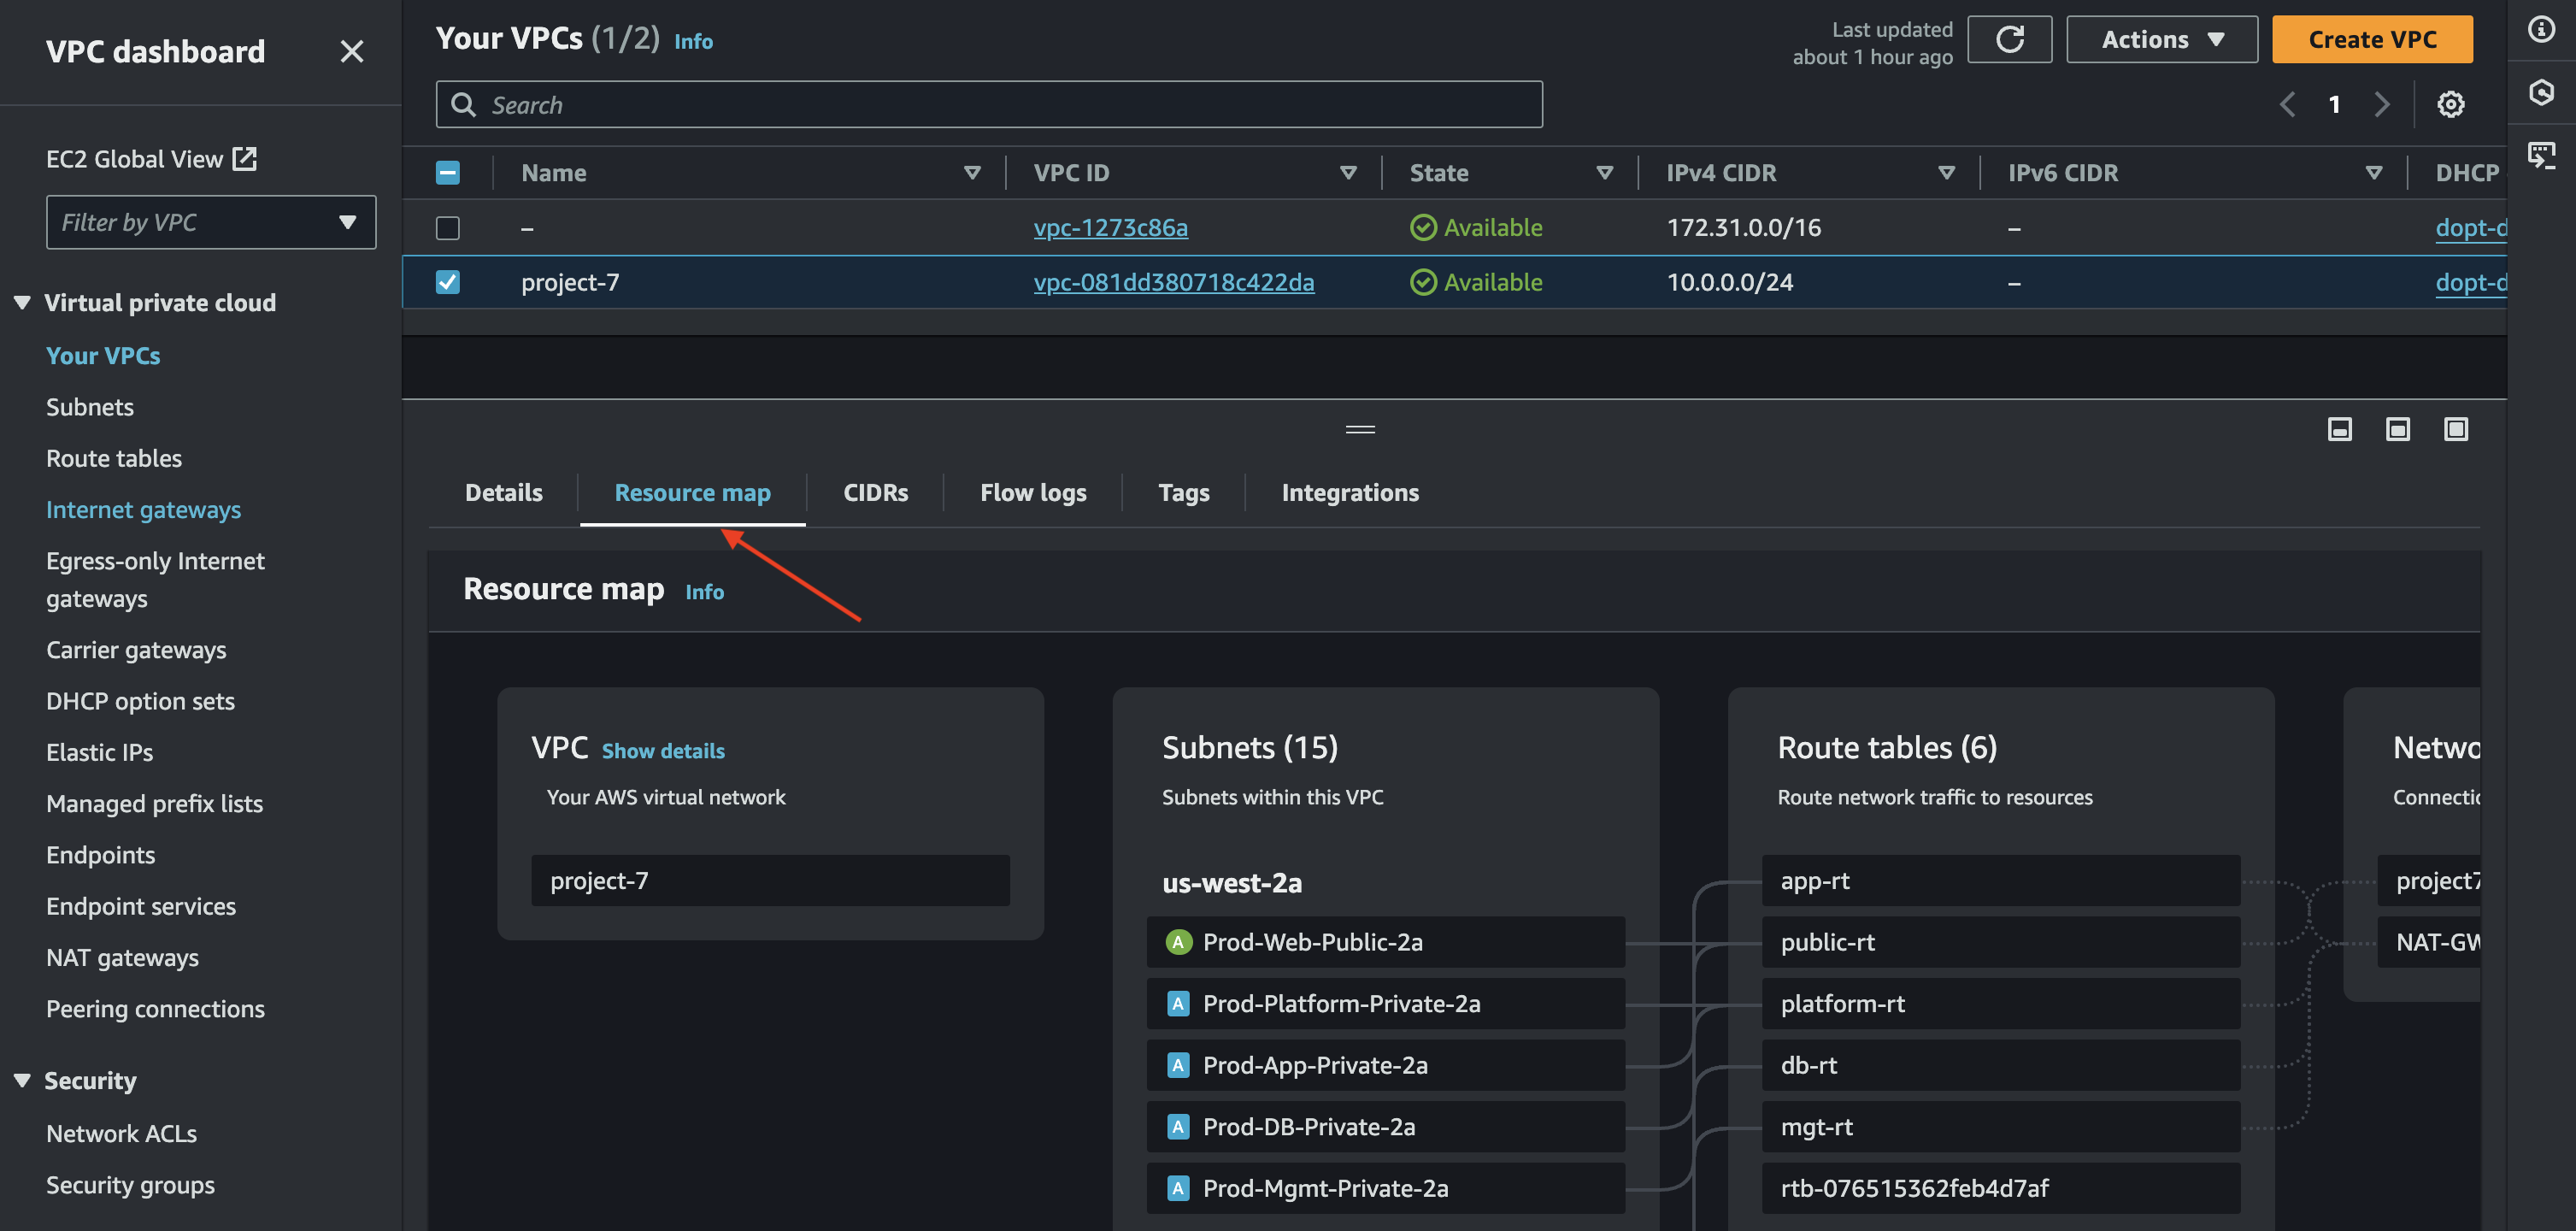 VPC dashboard
EC2 Global View
Filter by VPC
Virtual private cloud
Your VPCs
Subnets
Route tables
Internet gateways
Egress-only Internet
gateways
Carrier gateways
DHCP option sets
Elastic IPs
Managed prefix lists
Endpoints
Endpoint services
NAT gateways
Peering connections
Security
Network ACLs
Security groups
Your VPCs (1/2) Info
Last updated
about 1 hour ago
Actions
Create VPC
Search
1
Name VPC ID State IPv4 CIDR IPv6 CIDR DHCP
– vpc-1273c86a Available 172.31.0.0/16 – dopt-d
project-7 vpc-081dd380718c422da Available 10.0.0.0/24 – dopt-d
Details Resource map CIDRs Flow logs Tags Integrations
Resource map Info
VPC Show details
Your AWS virtual network
project-7
Subnets (15)
Subnets within this VPC
us-west-2a
A Prod-Web-Public-2a
A Prod-Platform-Private-2a
A Prod-App-Private-2a
A Prod-DB-Private-2a
A Prod-Mgmt-Private-2a
Route tables (6)
Route network traffic to resources
app-rt
public-rt
platform-rt
db-rt
mgt-rt
rtb-076515362feb4d7af
Netwo
Connectio
project7
NAT-GW